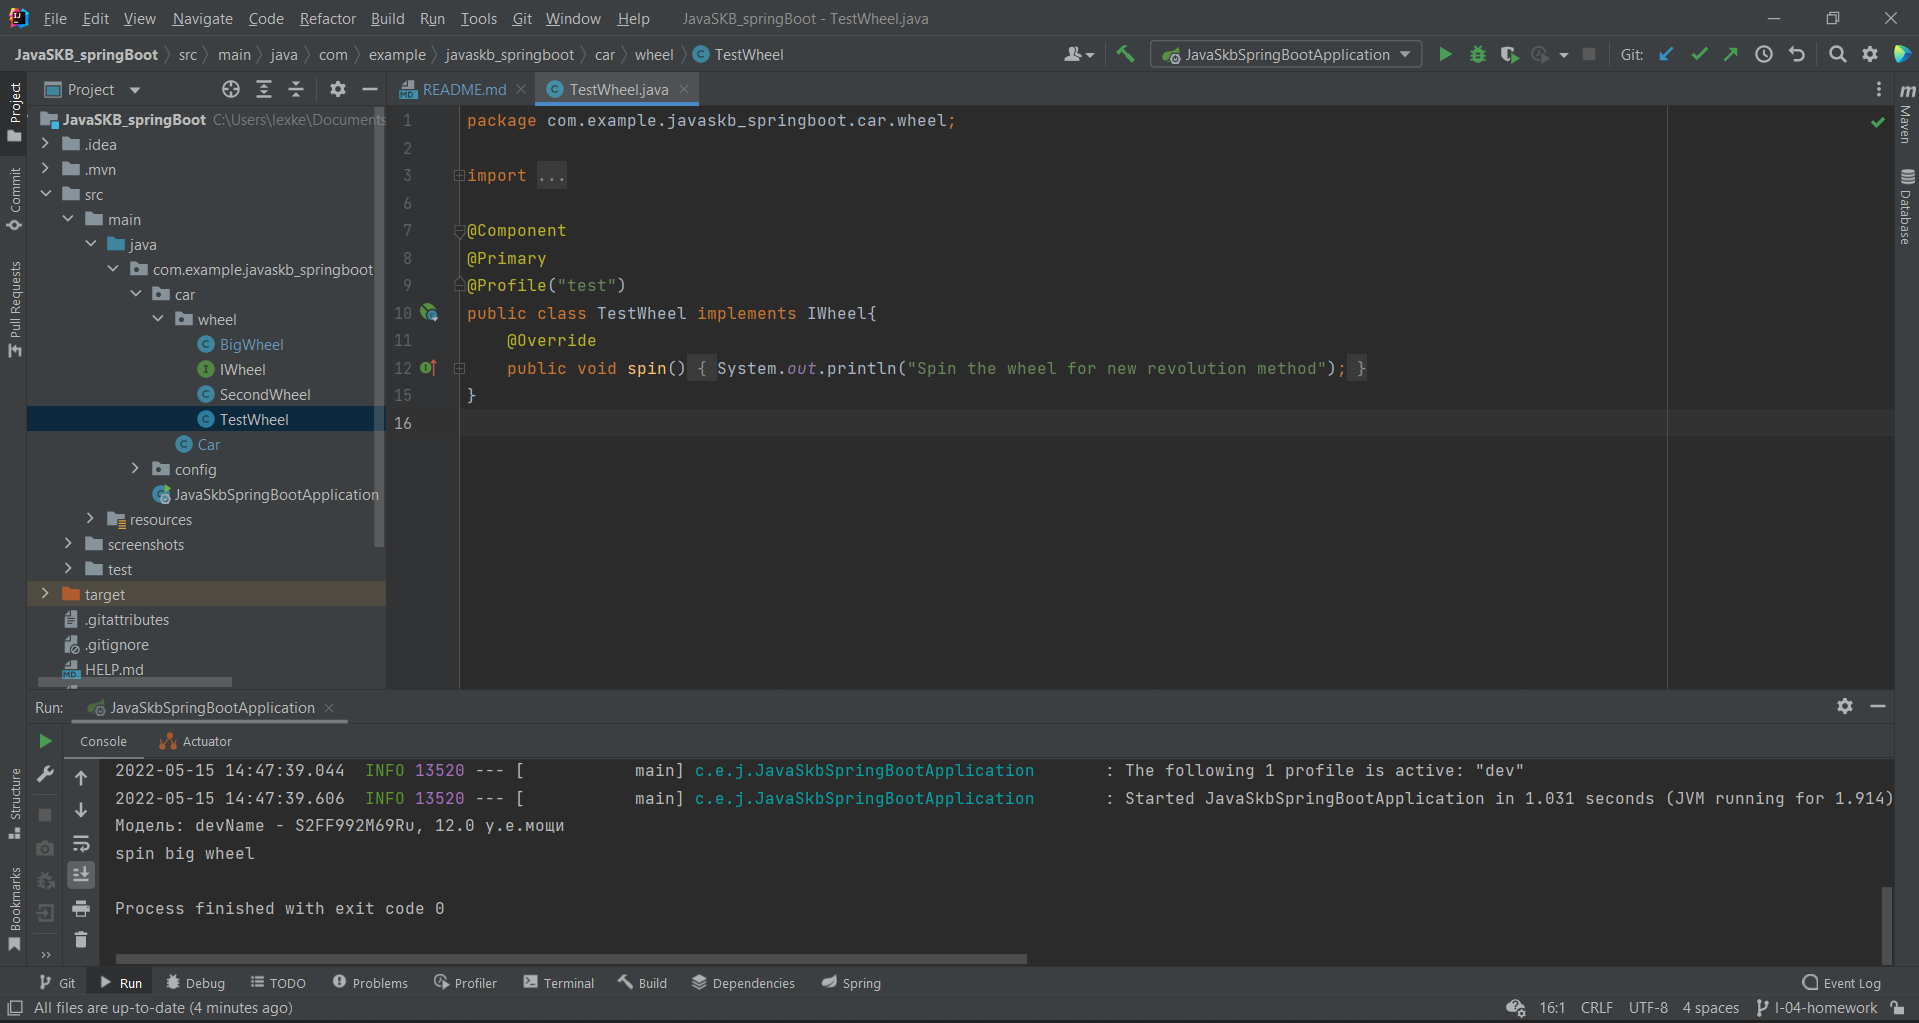 File Edit View Navigate Code Refactor Build Run Tools Git Window Help JavaSKB_springBoot - TestWheel.java
JavaSKB_springBoot src main java com example javaskb_springboot car wheel TestWheel JavaSkbSpringBootApplication Git:
Project README.md TestWheel.java
Project
Commit
Pull Requests
Structure
Bookmarks
JavaSKB_springBoot C:\Users\lexke\Documents
.idea
.mvn
src
main
java
com.example.javaskb_springboot
car
wheel
BigWheel
IWheel
SecondWheel
TestWheel
Car
config
JavaSkbSpringBootApplication
resources
screenshots
test
target
.gitattributes
.gitignore
HELP.md
1 package com.example.javaskb_springboot.car.wheel;
2
3 import ...
6
7 @Component
8 @Primary
9 @Profile("test")
10 public class TestWheel implements IWheel{
11 @Override
12 public void spin() { System.out.println("Spin the wheel for new revolution method"); }
15 }
16
Maven
Database
Run: JavaSkbSpringBootApplication
Console Actuator
2022-05-15 14:47:39.044 INFO 13520 --- [ main] c.e.j.JavaSkbSpringBootApplication : The following 1 profile is active: "dev"
2022-05-15 14:47:39.606 INFO 13520 --- [ main] c.e.j.JavaSkbSpringBootApplication : Started JavaSkbSpringBootApplication in 1.031 seconds (JVM running for 1.914)
Модель: devName - S2FF992M69Ru, 12.0 у.е.мощи
spin big wheel
Process finished with exit code 0
Git Run Debug TODO Problems Profiler Terminal Build Dependencies Spring Event Log
All files are up-to-date (4 minutes ago) 16:1 CRLF UTF-8 4 spaces I-04-homework